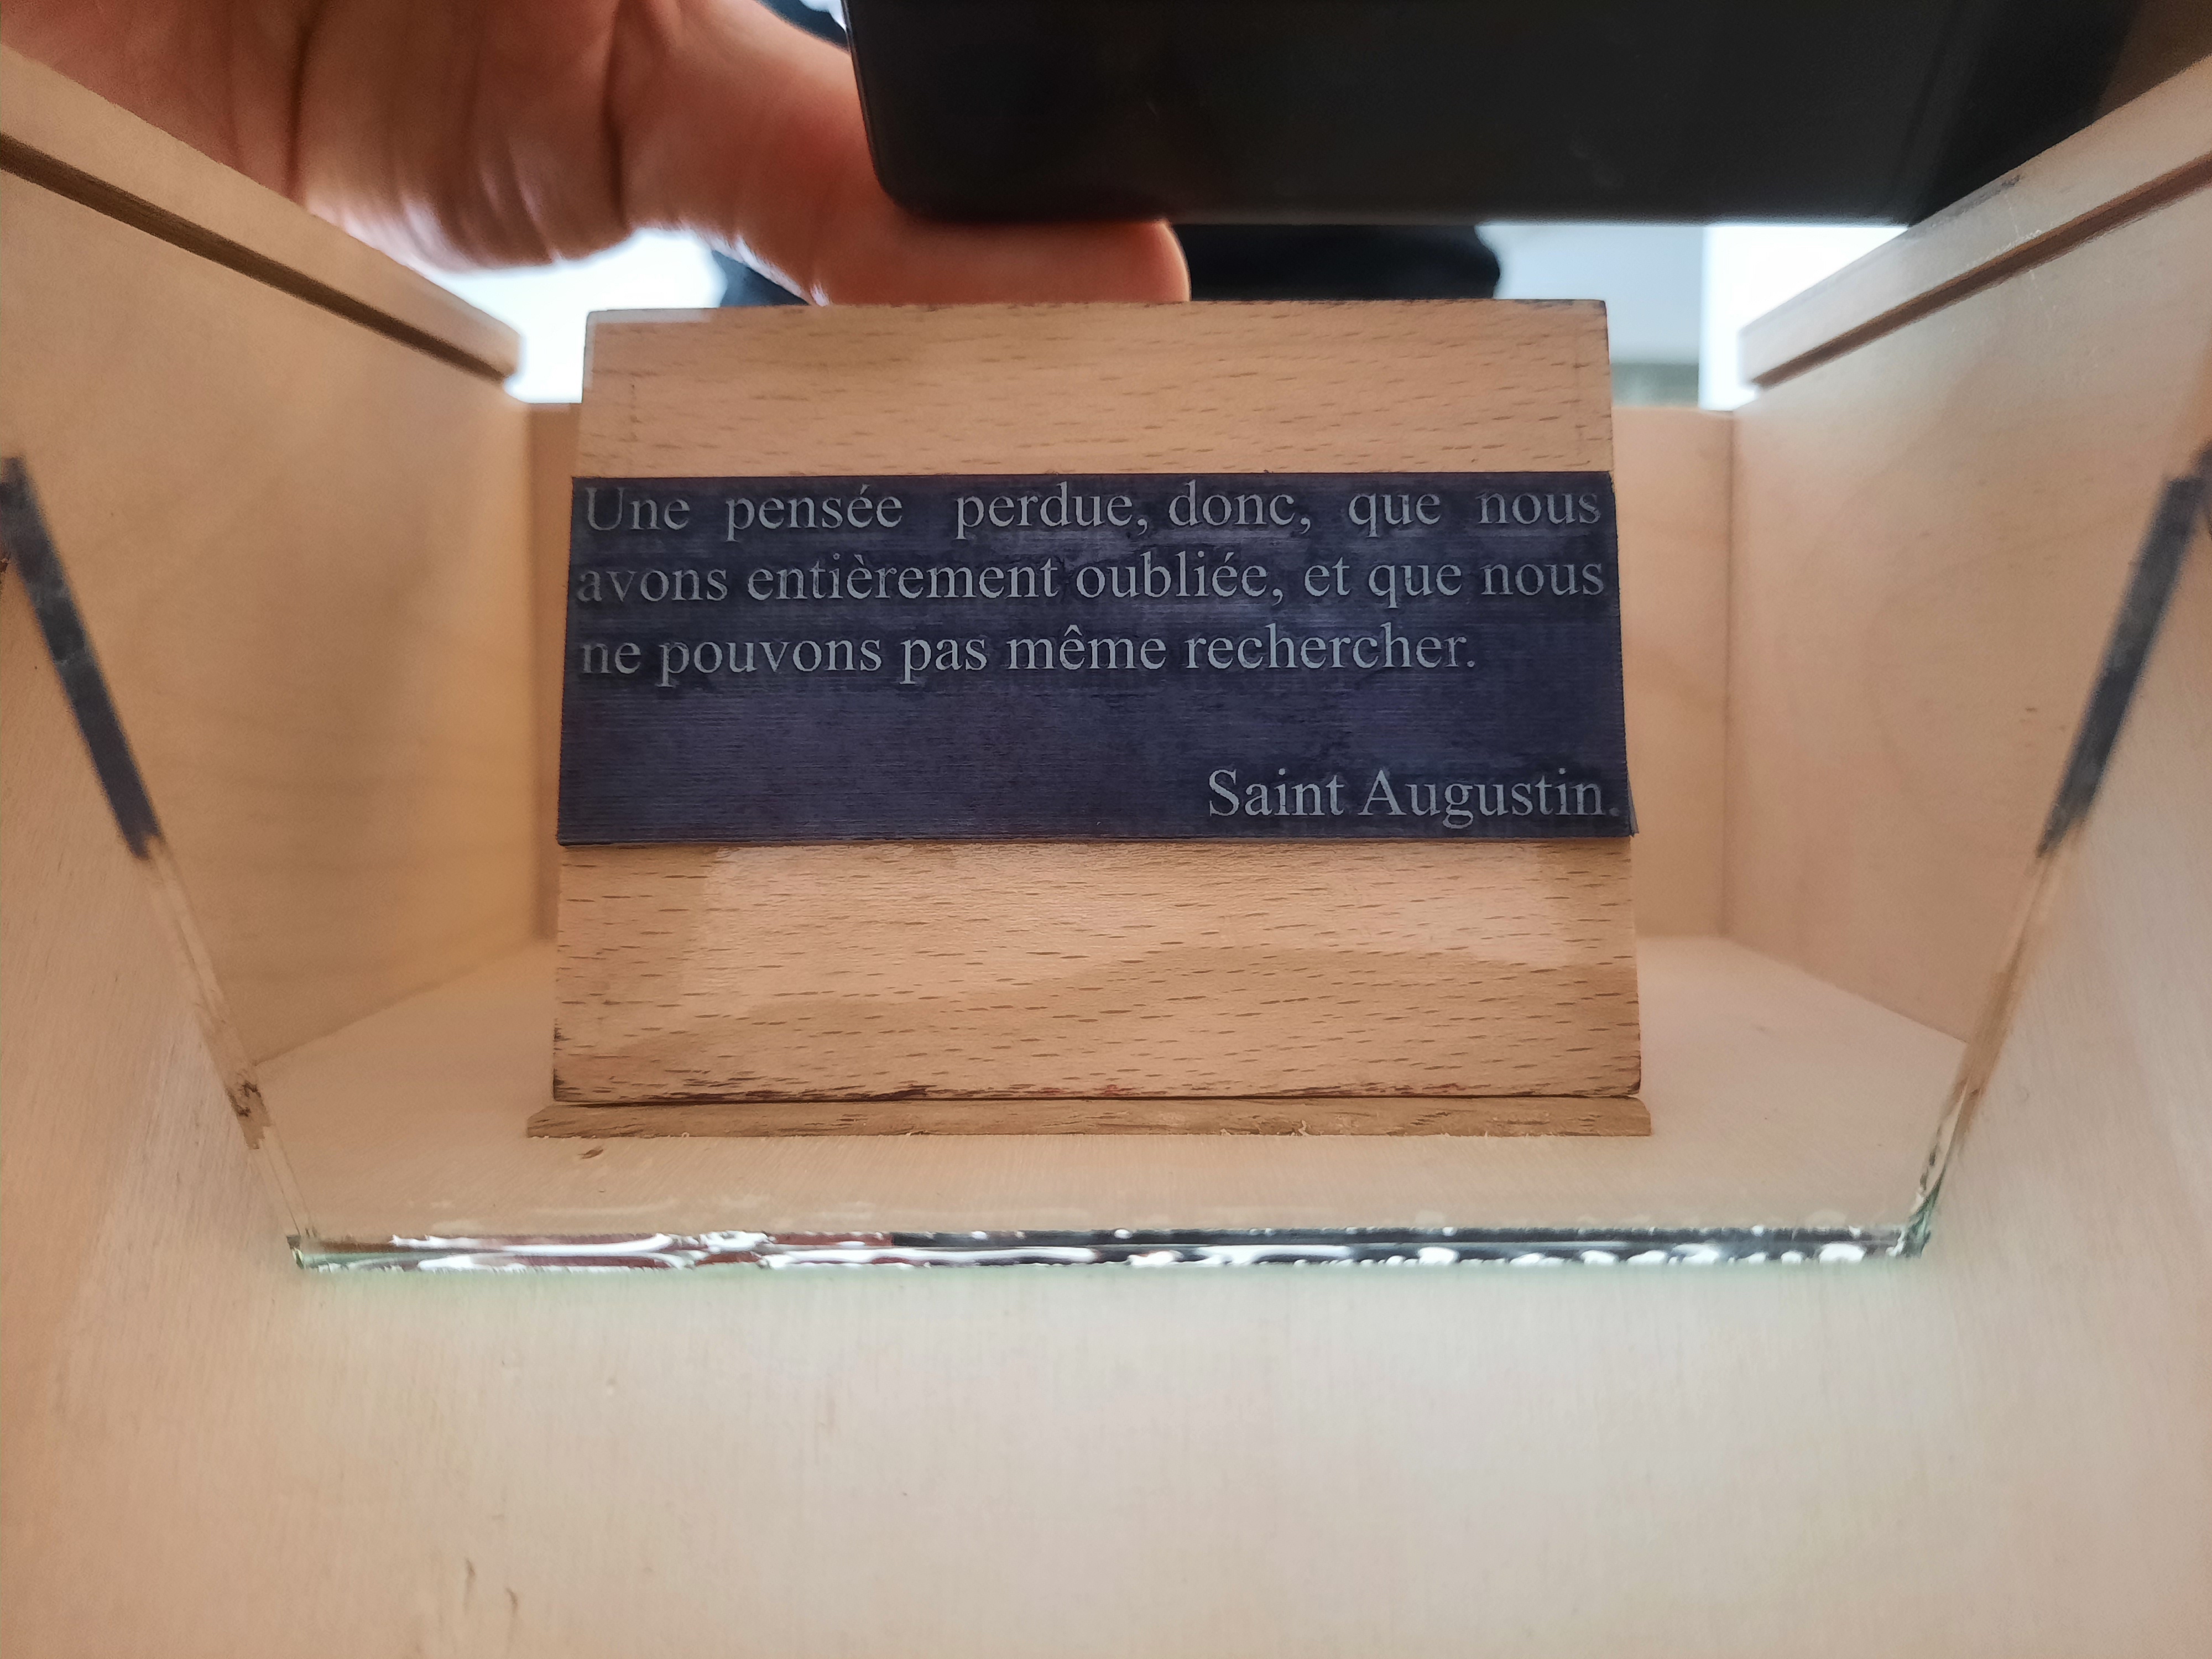 Une pensée perdue, donc, que nous
avons entièrement oubliée, et que nous
ne pouvons pas même rechercher.
Saint Augustin.